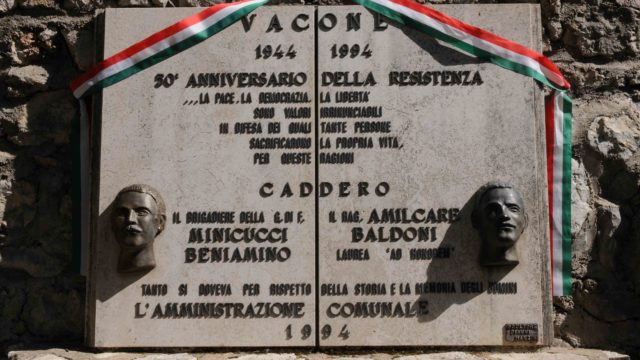 VACONE
1944 1994
50° ANNIVERSARIO DELLA RESISTENZA
...LA PACE, LA DEMOCRAZIA, LA LIBERTA'
SONO VALORI IRRINUNCIABILI
IN DIFESA DEI QUALI TANTE PERSONE
SACRIFICARONO LA PROPRIA VITA,
PER QUESTE RAGIONI
CADDERO
IL BRIGADIERE DELLA G. DI F.
MINICUCCI
BENIAMINO
IL RAG. AMILCARE
BALDONI
LAUREA "AD HONOREM"
TANTO SI DOVEVA PER RISPETTO DELLA STORIA E LA MEMORIA DEGLI UOMINI
L'AMMINISTRAZIONE COMUNALE
1994